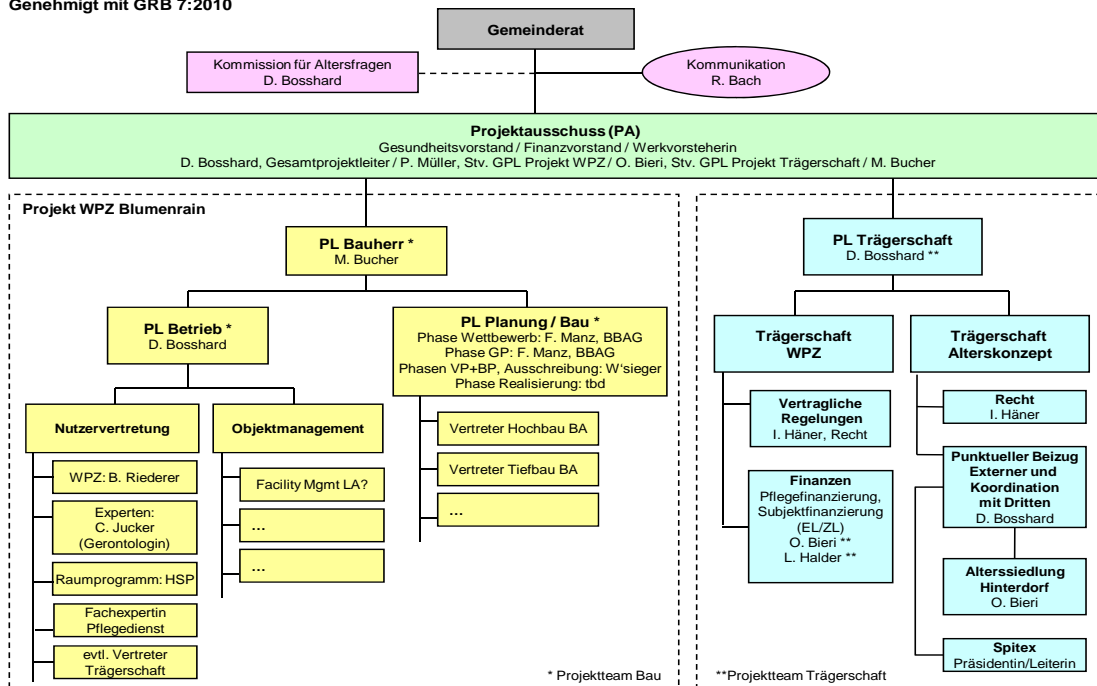 Genehmigt mit GRB 7:2010
Gemeinderat
Kommission für Altersfragen
D. Bosshard
Kommunikation
R. Bach
Projektausschuss (PA)
Gesundheitsvorstand / Finanzvorstand / Werkvorsteherin
D. Bosshard, Gesamtprojektleiter / P. Müller, Stv. GPL Projekt WPZ / O. Bieri, Stv. GPL Projekt Trägerschaft / M. Bucher
Projekt WPZ Blumenrain
PL Bauherr *
M. Bucher
PL Betrieb *
D. Bosshard
PL Planung / Bau *
Phase Wettbewerb: F. Manz, BBAG
Phase GP: F. Manz, BBAG
Phasen VP+BP, Ausschreibung: W'sieger
Phase Realisierung: tbd
Nutzervertretung
WPZ: B. Riederer
Experten:
C. Jucker
(Gerontologin)
Raumprogramm: HSP
Fachexpertin
Pflegedienst
evtl. Vertreter
Trägerschaft
Objektmanagement
Facility Mgmt LA?
...
...
Vertreter Hochbau BA
Vertreter Tiefbau BA
...
* Projektteam Bau
PL Trägerschaft
D. Bosshard **
Trägerschaft
WPZ
Vertragliche
Regelungen
I. Häner, Recht
Finanzen
Pflegefinanzierung,
Subjektfinanzierung
(EL/ZL)
O. Bieri **
L. Halder **
Trägerschaft
Alterskonzept
Recht
I. Häner
Punktueller Beizug
Externer und
Koordination
mit Dritten
D. Bosshard
Alterssiedlung
Hinterdorf
O. Bieri
Spitex
Präsidentin/Leiterin
**Projektteam Trägerschaft